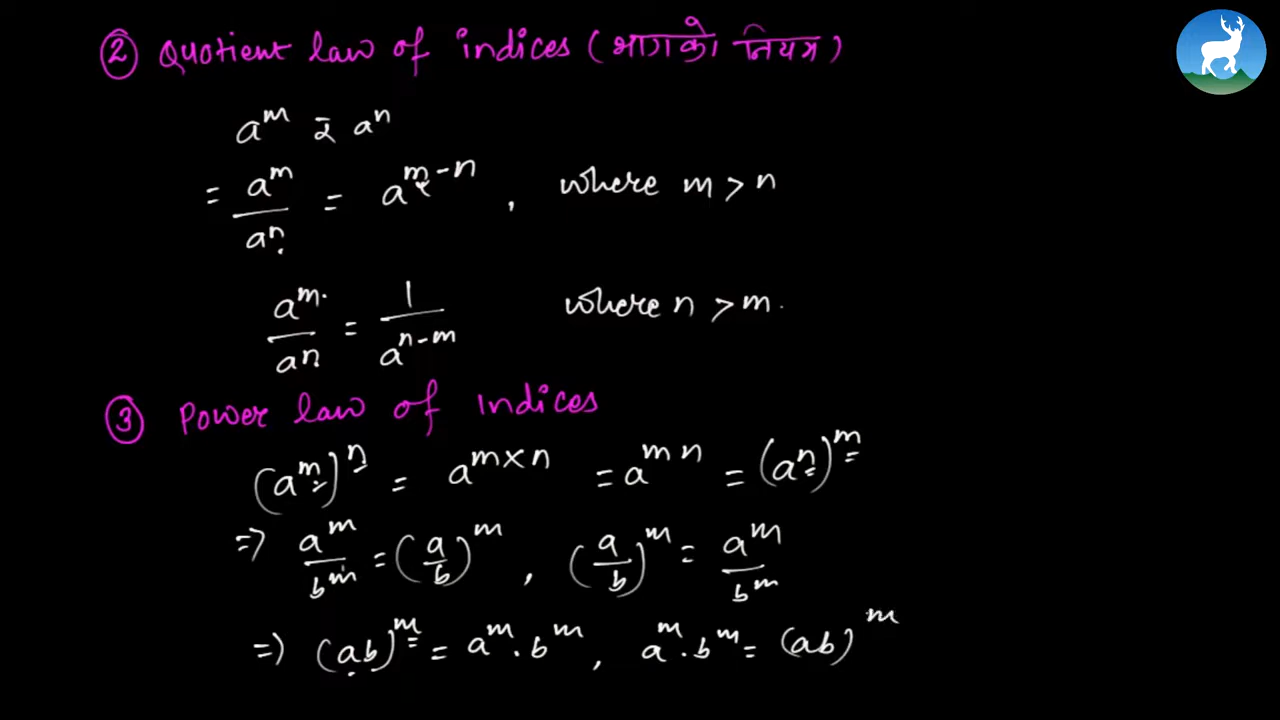 ② Quotient law of indices (भागको नियम)
a^m ÷ a^n
= a^m/a^n = a^(m-n), where m > n
a^m/a^n = 1/a^(n-m) where n > m.
③ Power law of indices
(a^m)^n = a^(m×n) = a^(mn) = (a^n)^m
⇒ a^m/b^m = (a/b)^m, (a/b)^m = a^m/b^m
⇒ (ab)^m = a^m . b^m, a^m . b^m = (ab)^m